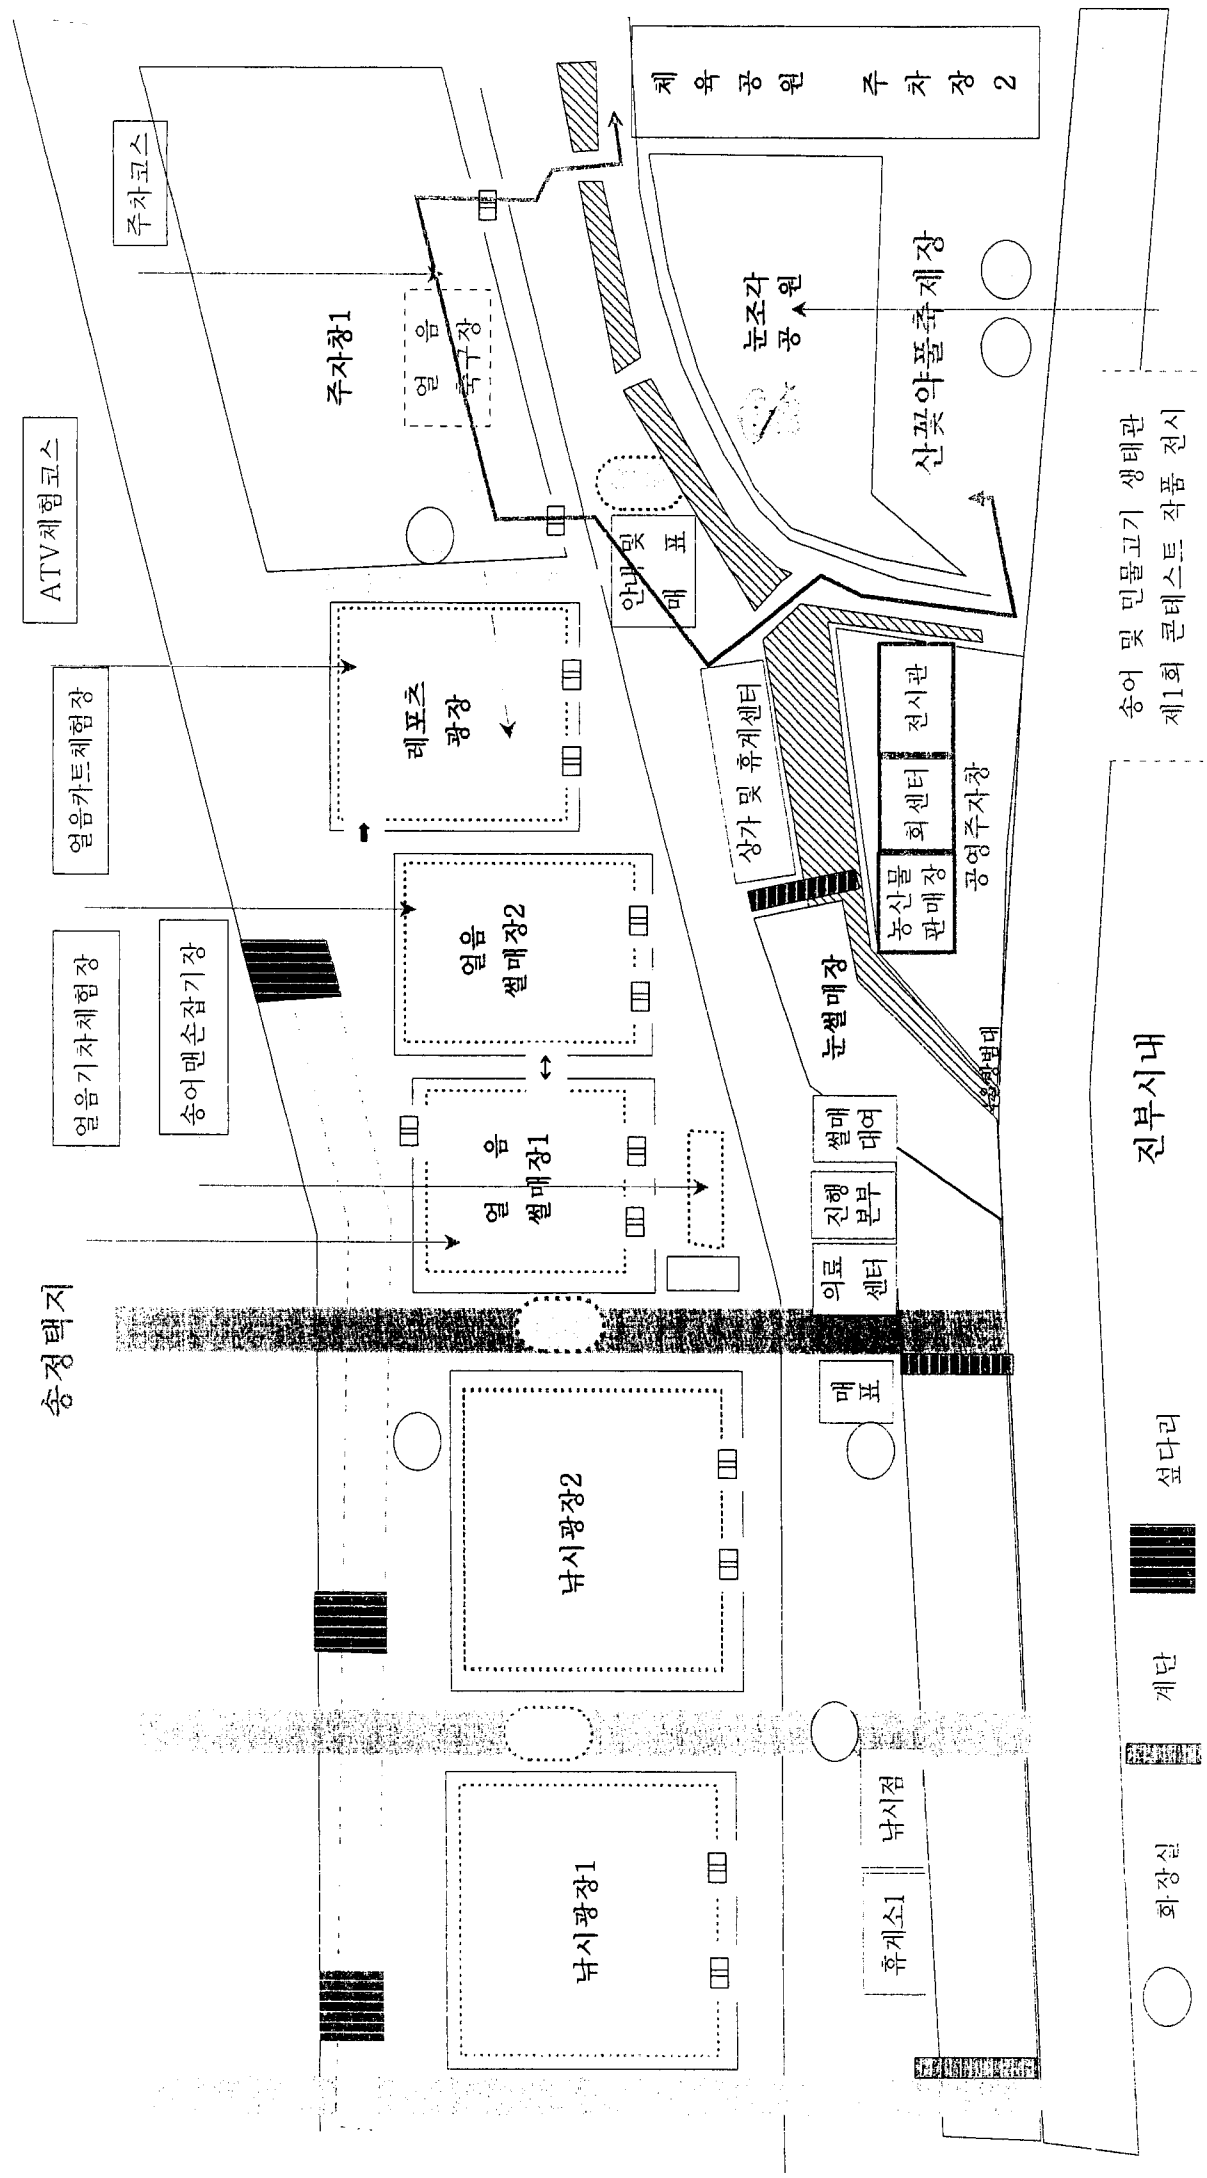 송정택지
얼음기차체험장
송어맨손잡기장
얼음카트체험장
ATV체험코스
주차코스
주자창1
얼 음
축구장
레포츠
광장
얼음
썰매장2
얼 음
썰매장1
낚시광장2
낚시광장1
안내 및
매 표
상가 및 휴게센터
눈썰매장
썰매
대여
진행
본부
의료
센터
매
표
낚시점
휴게소1
체 육 공 원 주 차 장 2
눈조각
공 원
산꽃약풀축제장
전시관
회센터
농산물
판매장
공영주자창
송어 및 민물고기 생태관
제1회 콘테스트 작품 전시
진부시내
화장실
계단
섶다리